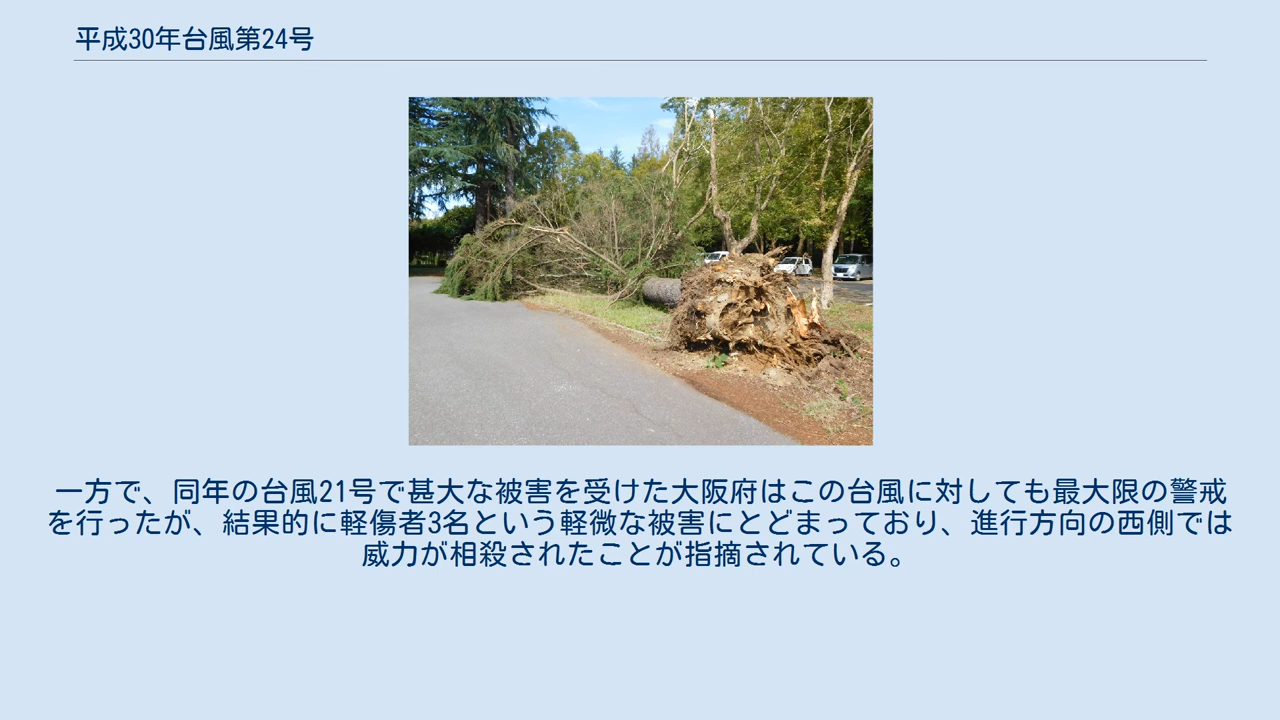 平成30年台風第24号
一方で、同年の台風21号で甚大な被害を受けた大阪府はこの台風に対しても最大限の警戒
を行ったが、結果的に軽傷者3名という軽微な被害にとどまっており、進行方向の西側では
威力が相殺されたことが指摘されている。